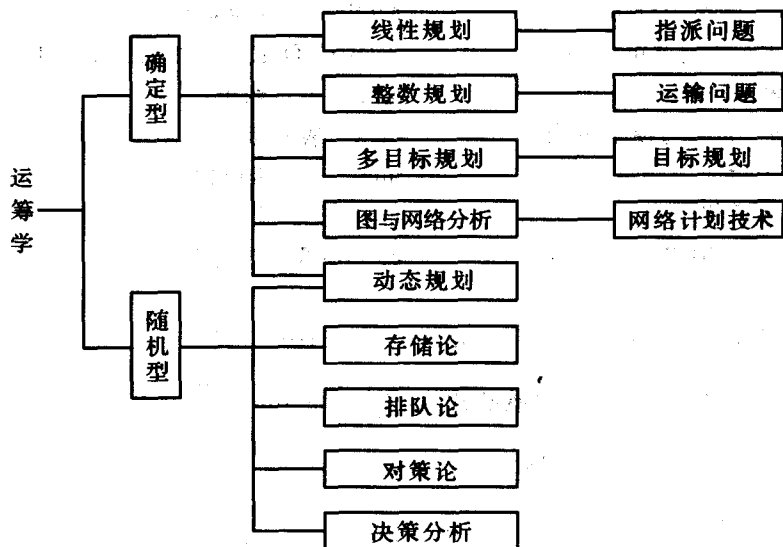 运筹学
确定型
随机型
线性规划
指派问题
整数规划
运输问题
多目标规划
目标规划
图与网络分析
网络计划技术
动态规划
存储论
排队论
对策论
决策分析